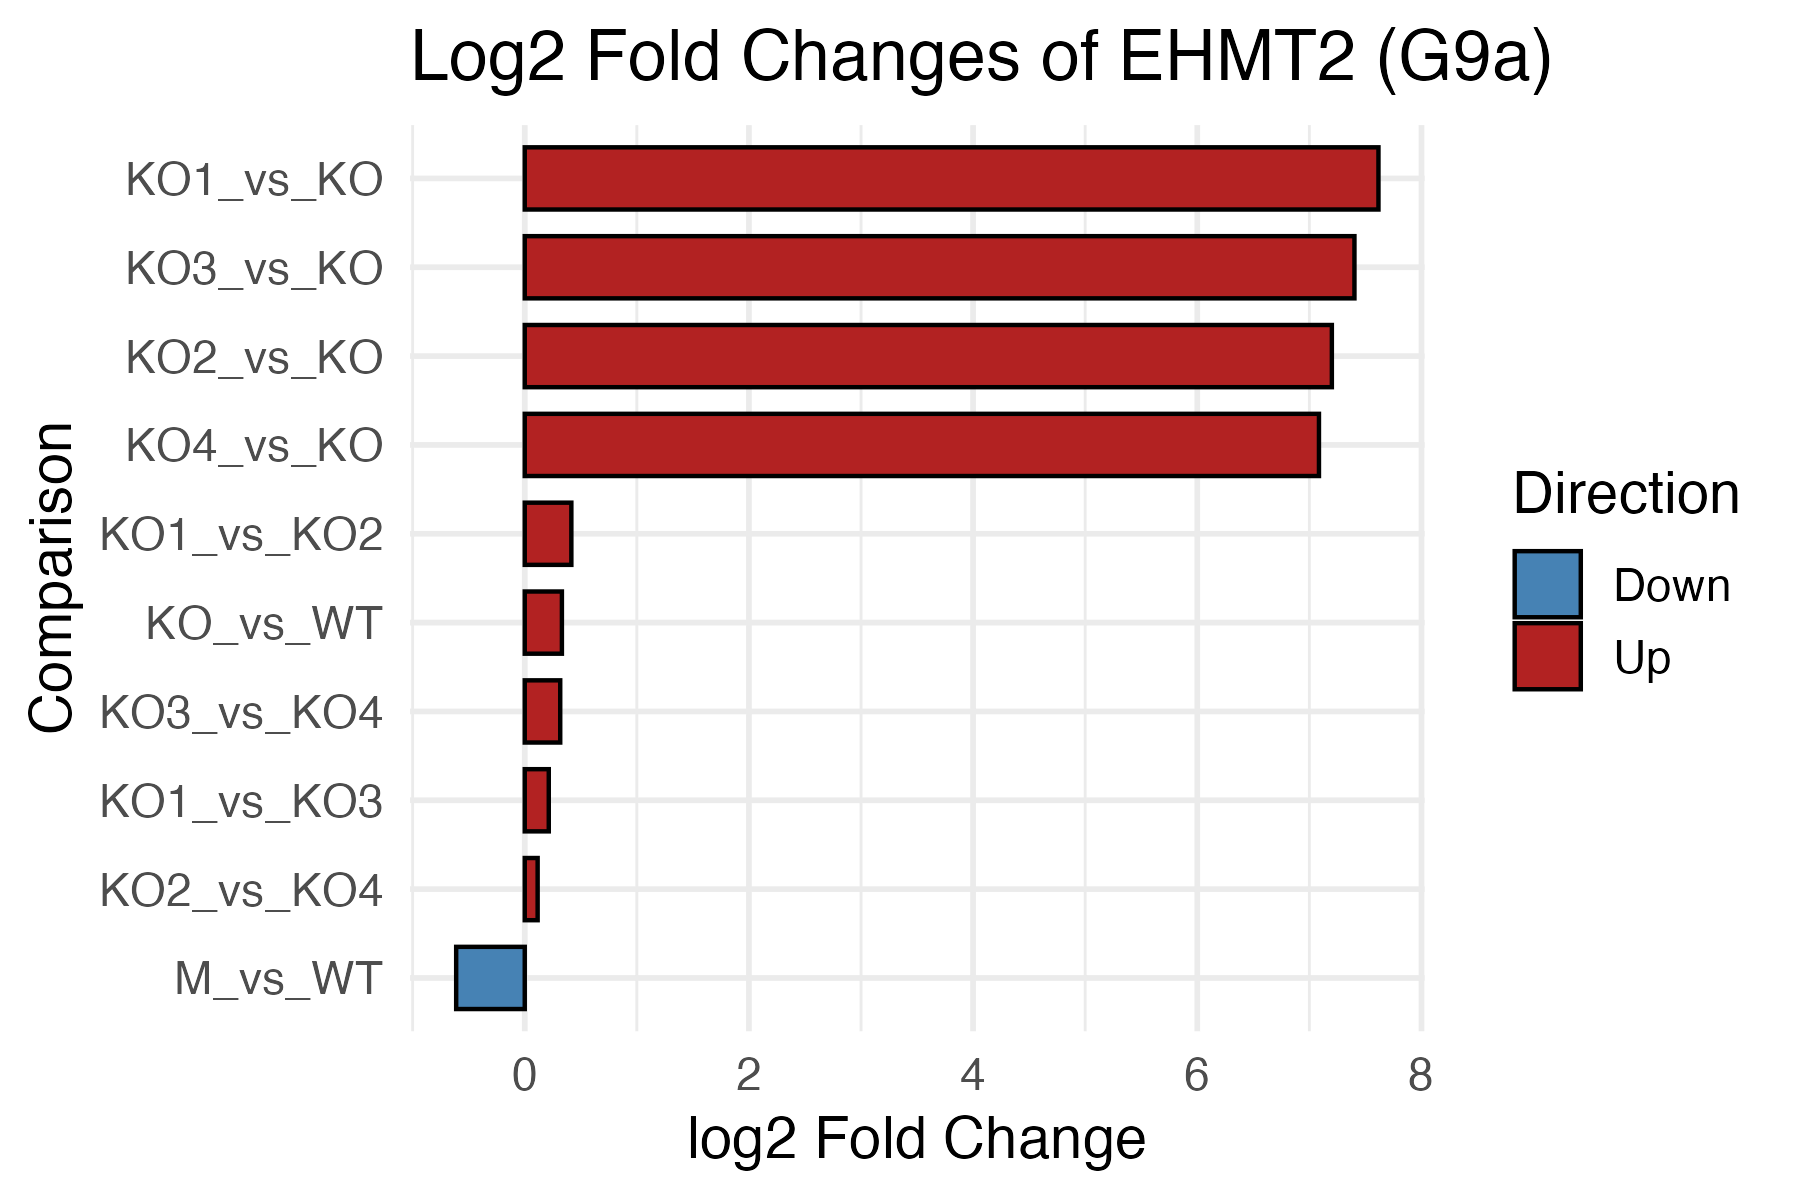 Log2 Fold Changes of EHMT2 (G9a)
KO1_vs_KO
KO3_vs_KO
KO2_vs_KO
KO4_vs_KO
KO1_vs_KO2
KO_vs_WT
KO3_vs_KO4
KO1_vs_KO3
KO2_vs_KO4
M_vs_WT
Comparison
0 2 4 6 8
log2 Fold Change
Direction
Down
Up